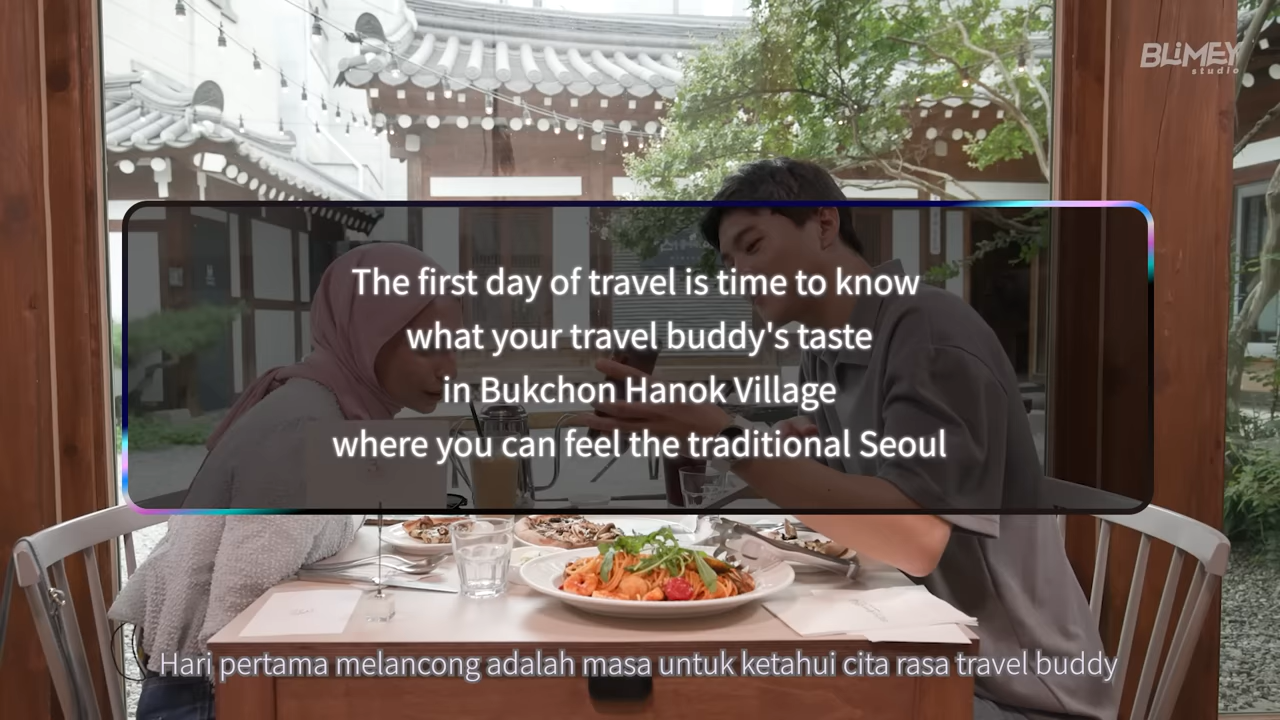 BLiMEY
studio
The first day of travel is time to know
what your travel buddy's taste
in Bukchon Hanok Village
where you can feel the traditional Seoul
Hari pertama melancong adalah masa untuk ketahui cita rasa travel buddy